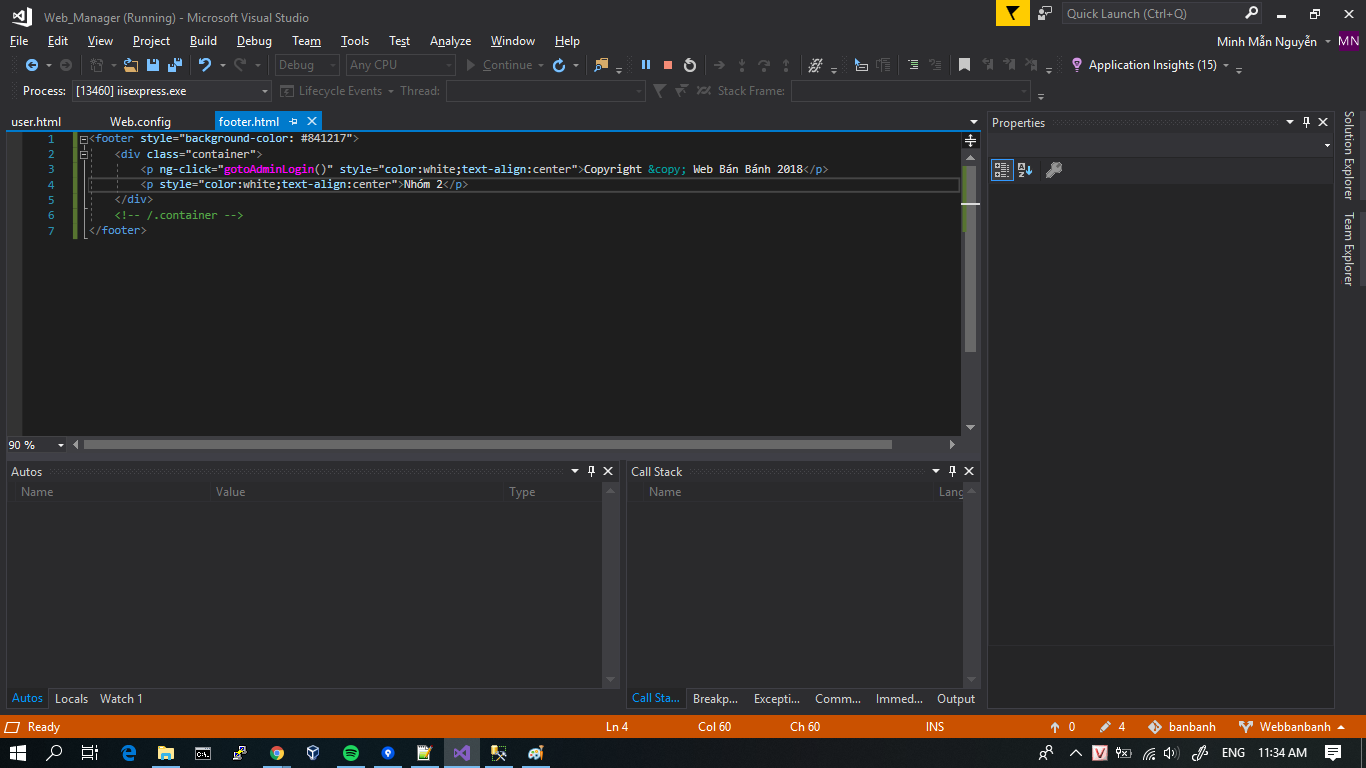 Web_Manager (Running) - Microsoft Visual Studio
Quick Launch (Ctrl+Q)
File Edit View Project Build Debug Team Tools Test Analyze Window Help
Minh Mẫn Nguyễn MN
Debug Any CPU Continue Application Insights (15)
Process: [13460] iisexpress.exe Lifecycle Events Thread: Stack Frame:
user.html Web.config footer.html
Properties
1 <footer style="background-color: #841217">
2 <div class="container">
3 <p ng-click="gotoAdminLogin()" style="color:white;text-align:center">Copyright &copy; Web Bán Bánh 2018</p>
4 <p style="color:white;text-align:center">Nhóm 2</p>
5 </div>
6 <!-- /.container -->
7 </footer>
Solution Explorer
Team Explorer
90 %
Autos
Name Value Type
Call Stack
Name Lang
Autos Locals Watch 1
Call Sta... Breakp... Excepti... Comm... Immed... Output
Ready Ln 4 Col 60 Ch 60 INS 0 4 banbanh Webbanbanh
V ENG 11:34 AM